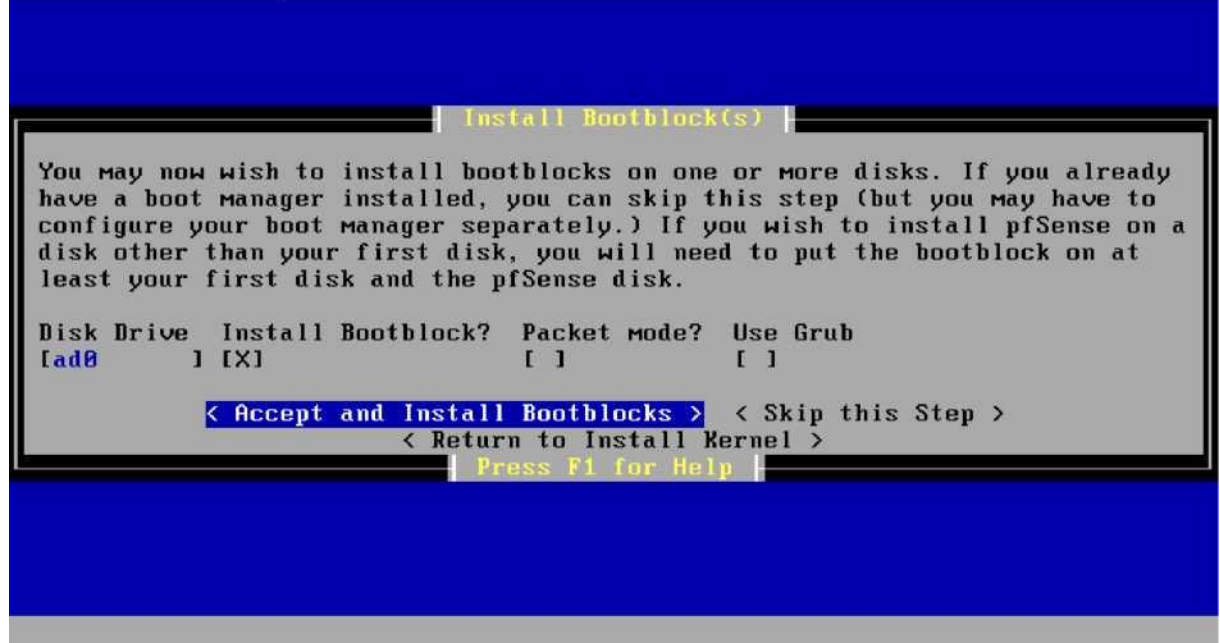 Install Bootblock(s)
You may now wish to install bootblocks on one or more disks. If you already
have a boot manager installed, you can skip this step (but you may have to
configure your boot manager separately.) If you wish to install pfSense on a
disk other than your first disk, you will need to put the bootblock on at
least your first disk and the pfSense disk.
Disk Drive Install Bootblock? Packet mode? Use Grub
[ad0 ] [X] [ ] [ ]
< Accept and Install Bootblocks > < Skip this Step >
< Return to Install Kernel >
Press F1 for Help